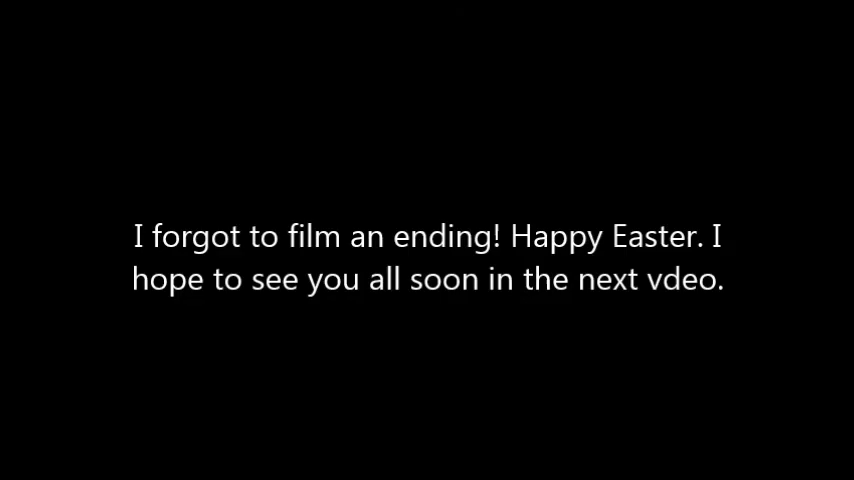 I forgot to film an ending! Happy Easter. I
hope to see you all soon in the next vdeo.